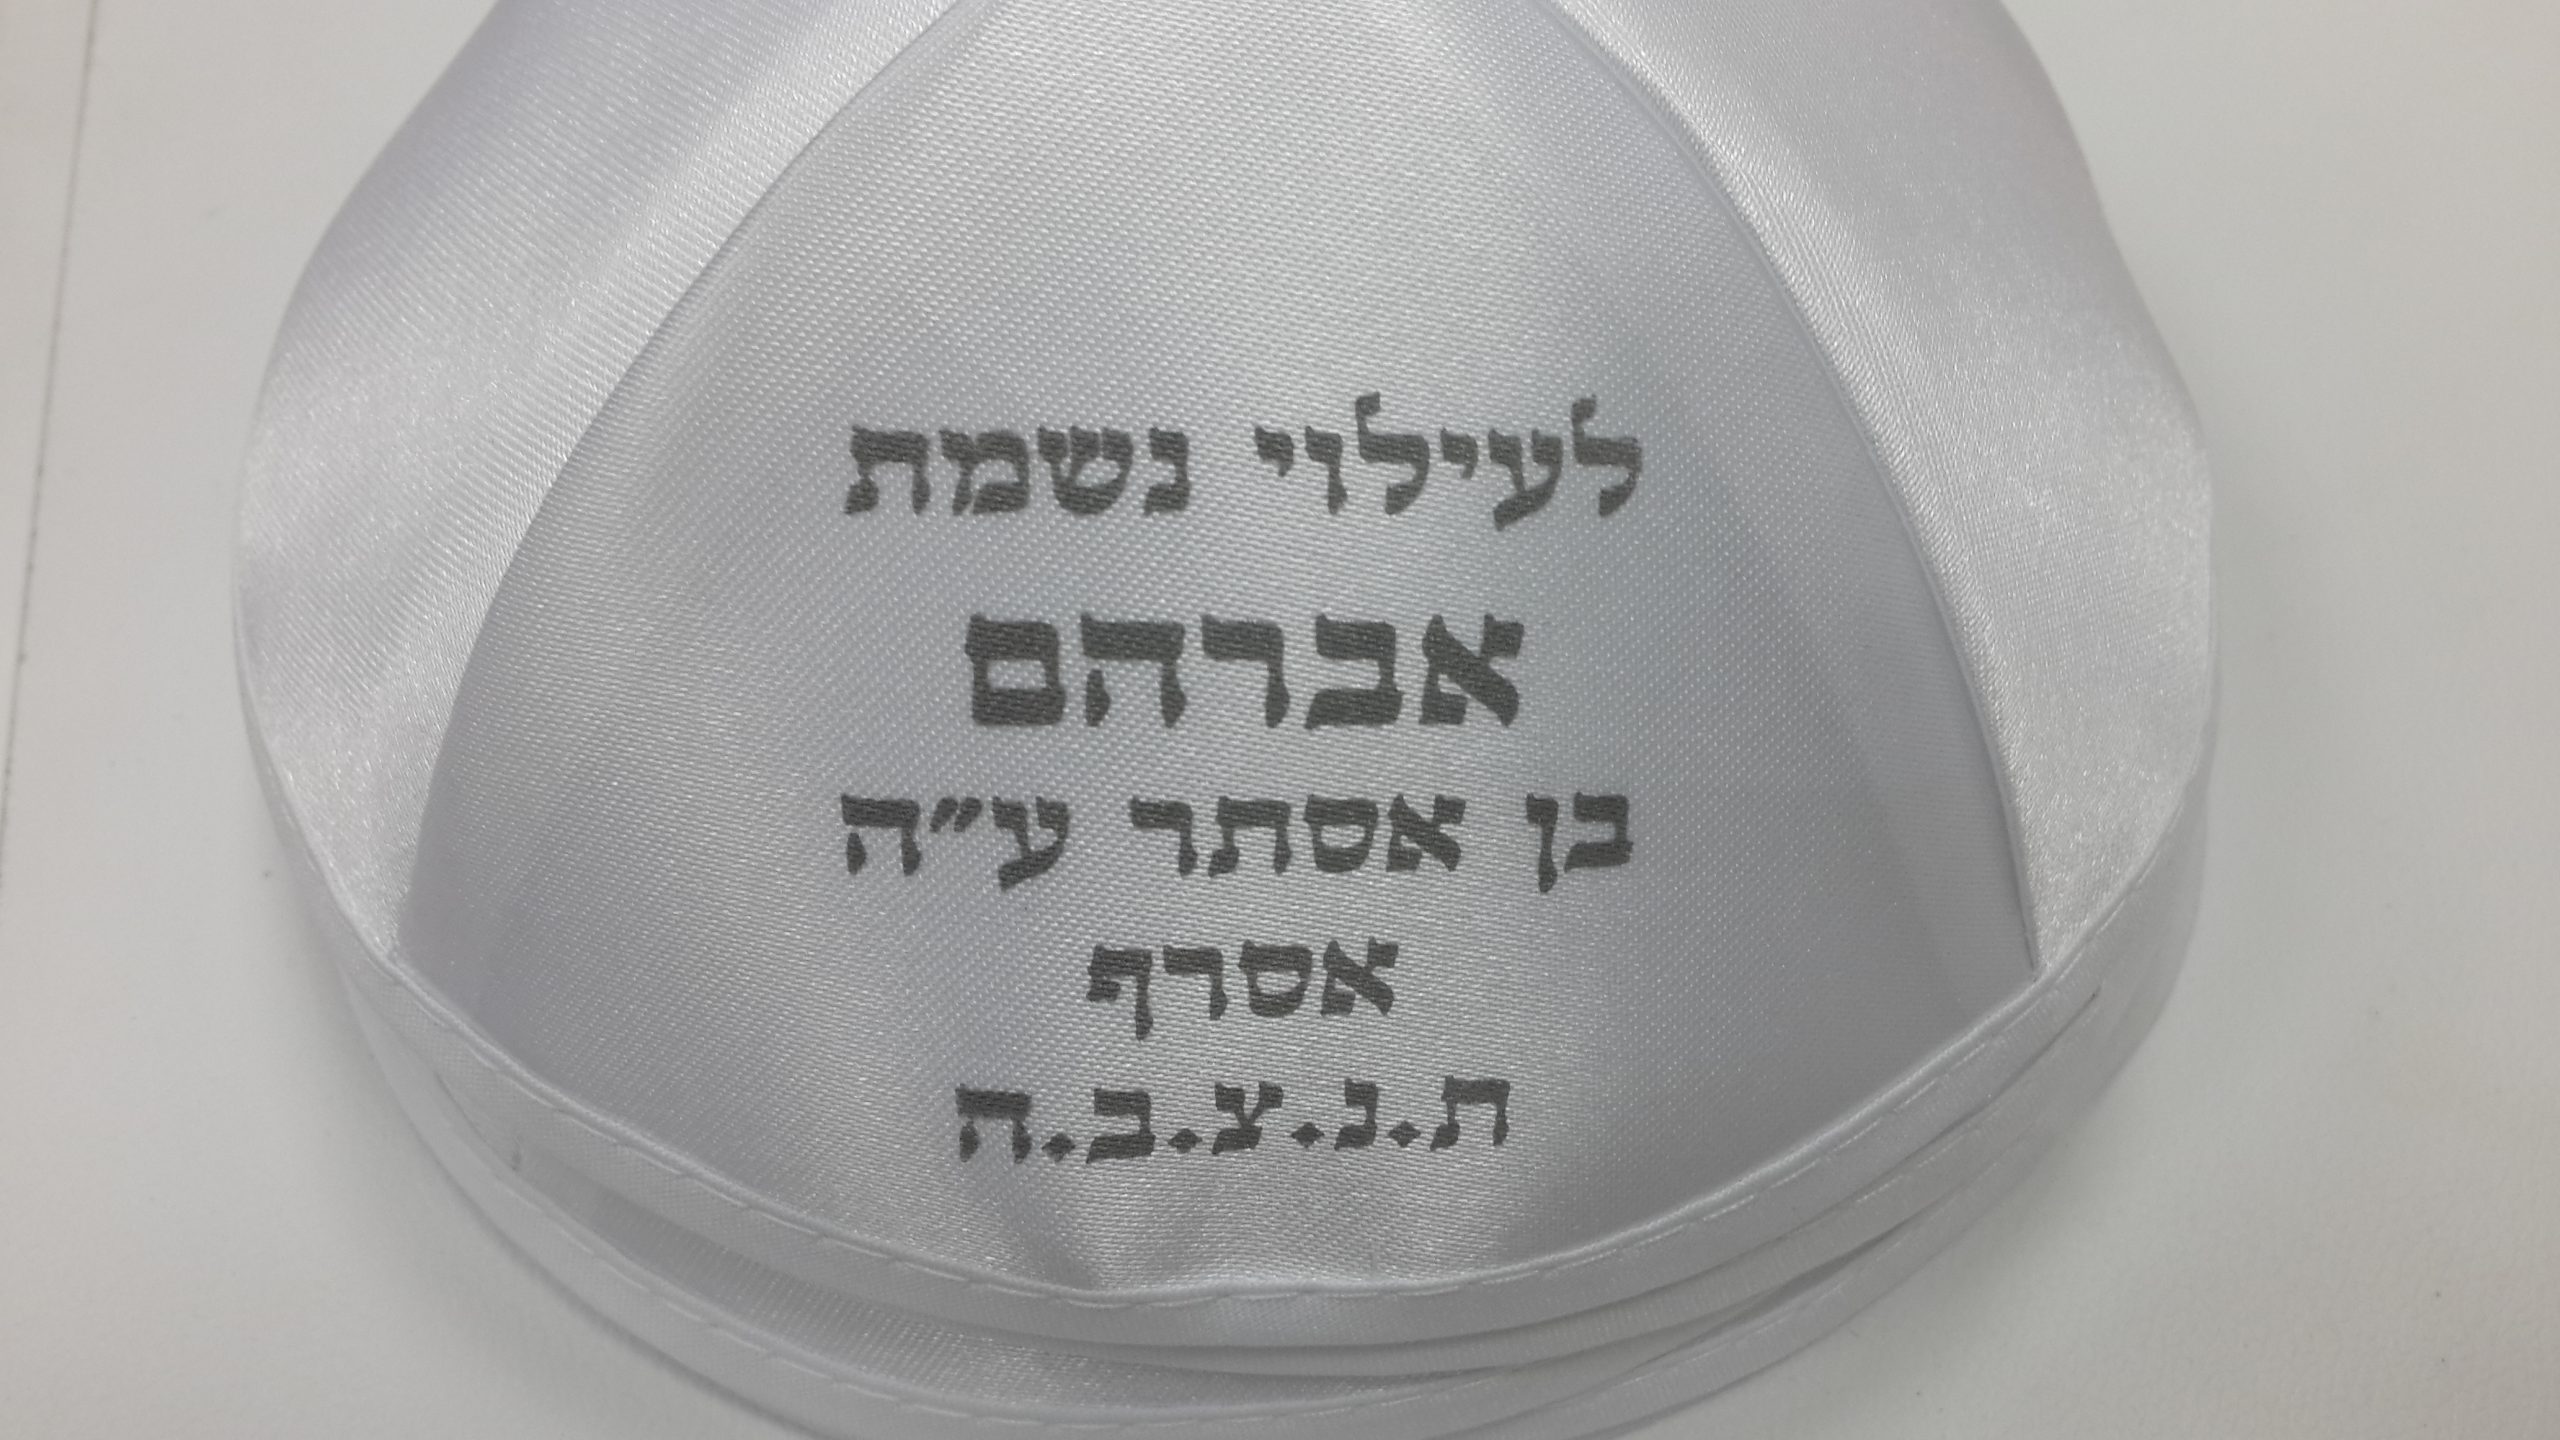 לעילוי נשמת
אברהם
בן אסתר ע״ה
אסרף
ת.נ.צ.ב.ה